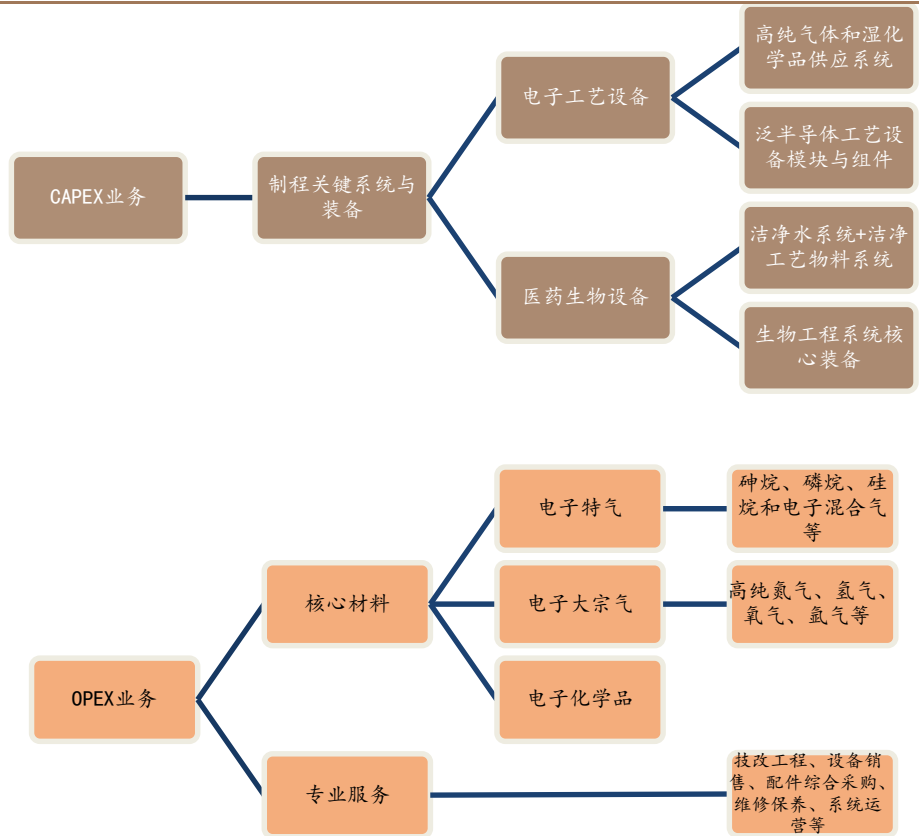 高纯气体和湿化
学品供应系统
电子工艺设备
泛半导体工艺设
备模块与组件
CAPEX业务
制程关键系统与
装备
洁净水系统+洁净
工艺物料系统
医药生物设备
生物工程系统核
心装备
电子特气
砷烷、磷烷、硅
烷和电子混合气
等
核心材料
电子大宗气
高纯氮气、氢气、
氧气、氩气等
OPEX业务
电子化学品
专业服务
技改工程、设备销
售、配件综合采购、
维修保养、系统运
营等